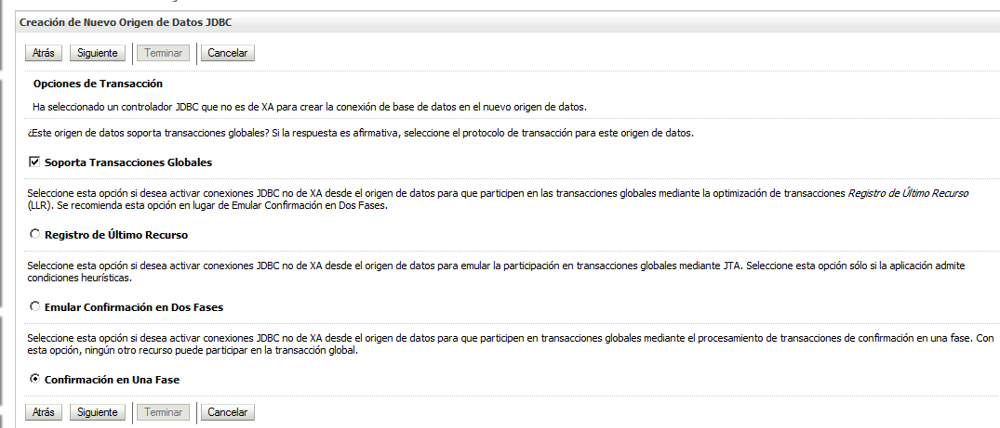 Creación de Nuevo Origen de Datos JDBC
Atrás Siguiente Terminar Cancelar
Opciones de Transacción
Ha seleccionado un controlador JDBC que no es de XA para crear la conexión de base de datos en el nuevo origen de datos.
¿Este origen de datos soporta transacciones globales? Si la respuesta es afirmativa, seleccione el protocolo de transacción para este origen de datos.
Soporta Transacciones Globales
Seleccione esta opción si desea activar conexiones JDBC no de XA desde el origen de datos para que participen en las transacciones globales mediante la optimización de transacciones Registro de Último Recurso
(LLR). Se recomienda esta opción en lugar de Emular Confirmación en Dos Fases.
Registro de Último Recurso
Seleccione esta opción si desea activar conexiones JDBC no de XA desde el origen de datos para emular la participación en transacciones globales mediante JTA. Seleccione esta opción sólo si la aplicación admite
condiciones heurísticas.
Emular Confirmación en Dos Fases
Seleccione esta opción si desea activar conexiones JDBC no de XA desde el origen de datos para que participen en transacciones globales mediante el procesamiento de transacciones de confirmación en una fase. Con
esta opción, ningún otro recurso puede participar en la transacción global.
Confirmación en Una Fase
Atrás Siguiente Terminar Cancelar